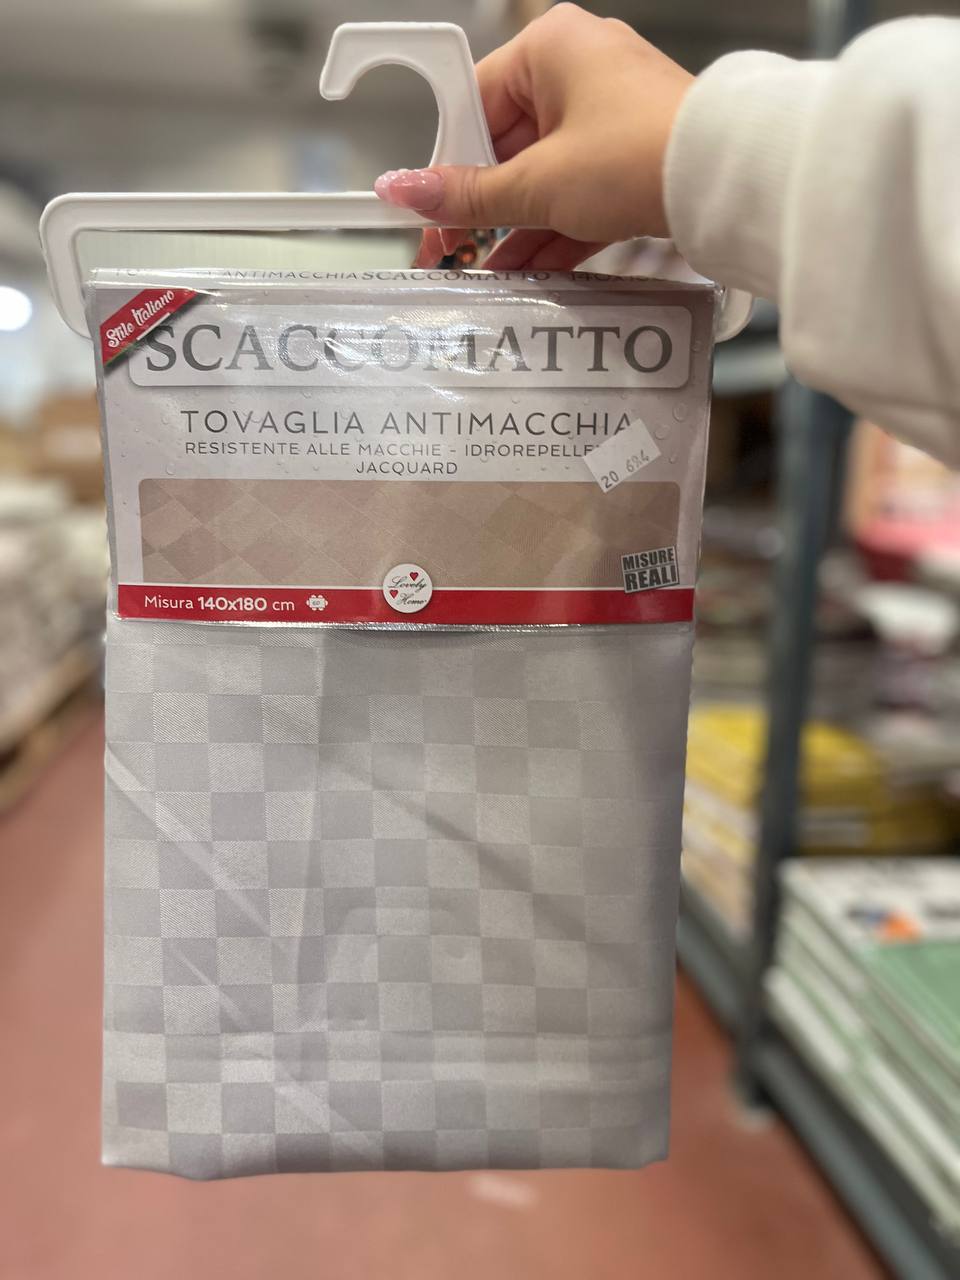 ANTIMACCHIA SCACCOMATTO
Stile Italiano
SCACCOMATTO
TOVAGLIA ANTIMACCHIA
RESISTENTE ALLE MACCHIE - IDROREPELLE
JACQUARD
20 694
MISURE
REALI
Misura 140x180 cm
Lovely
Home